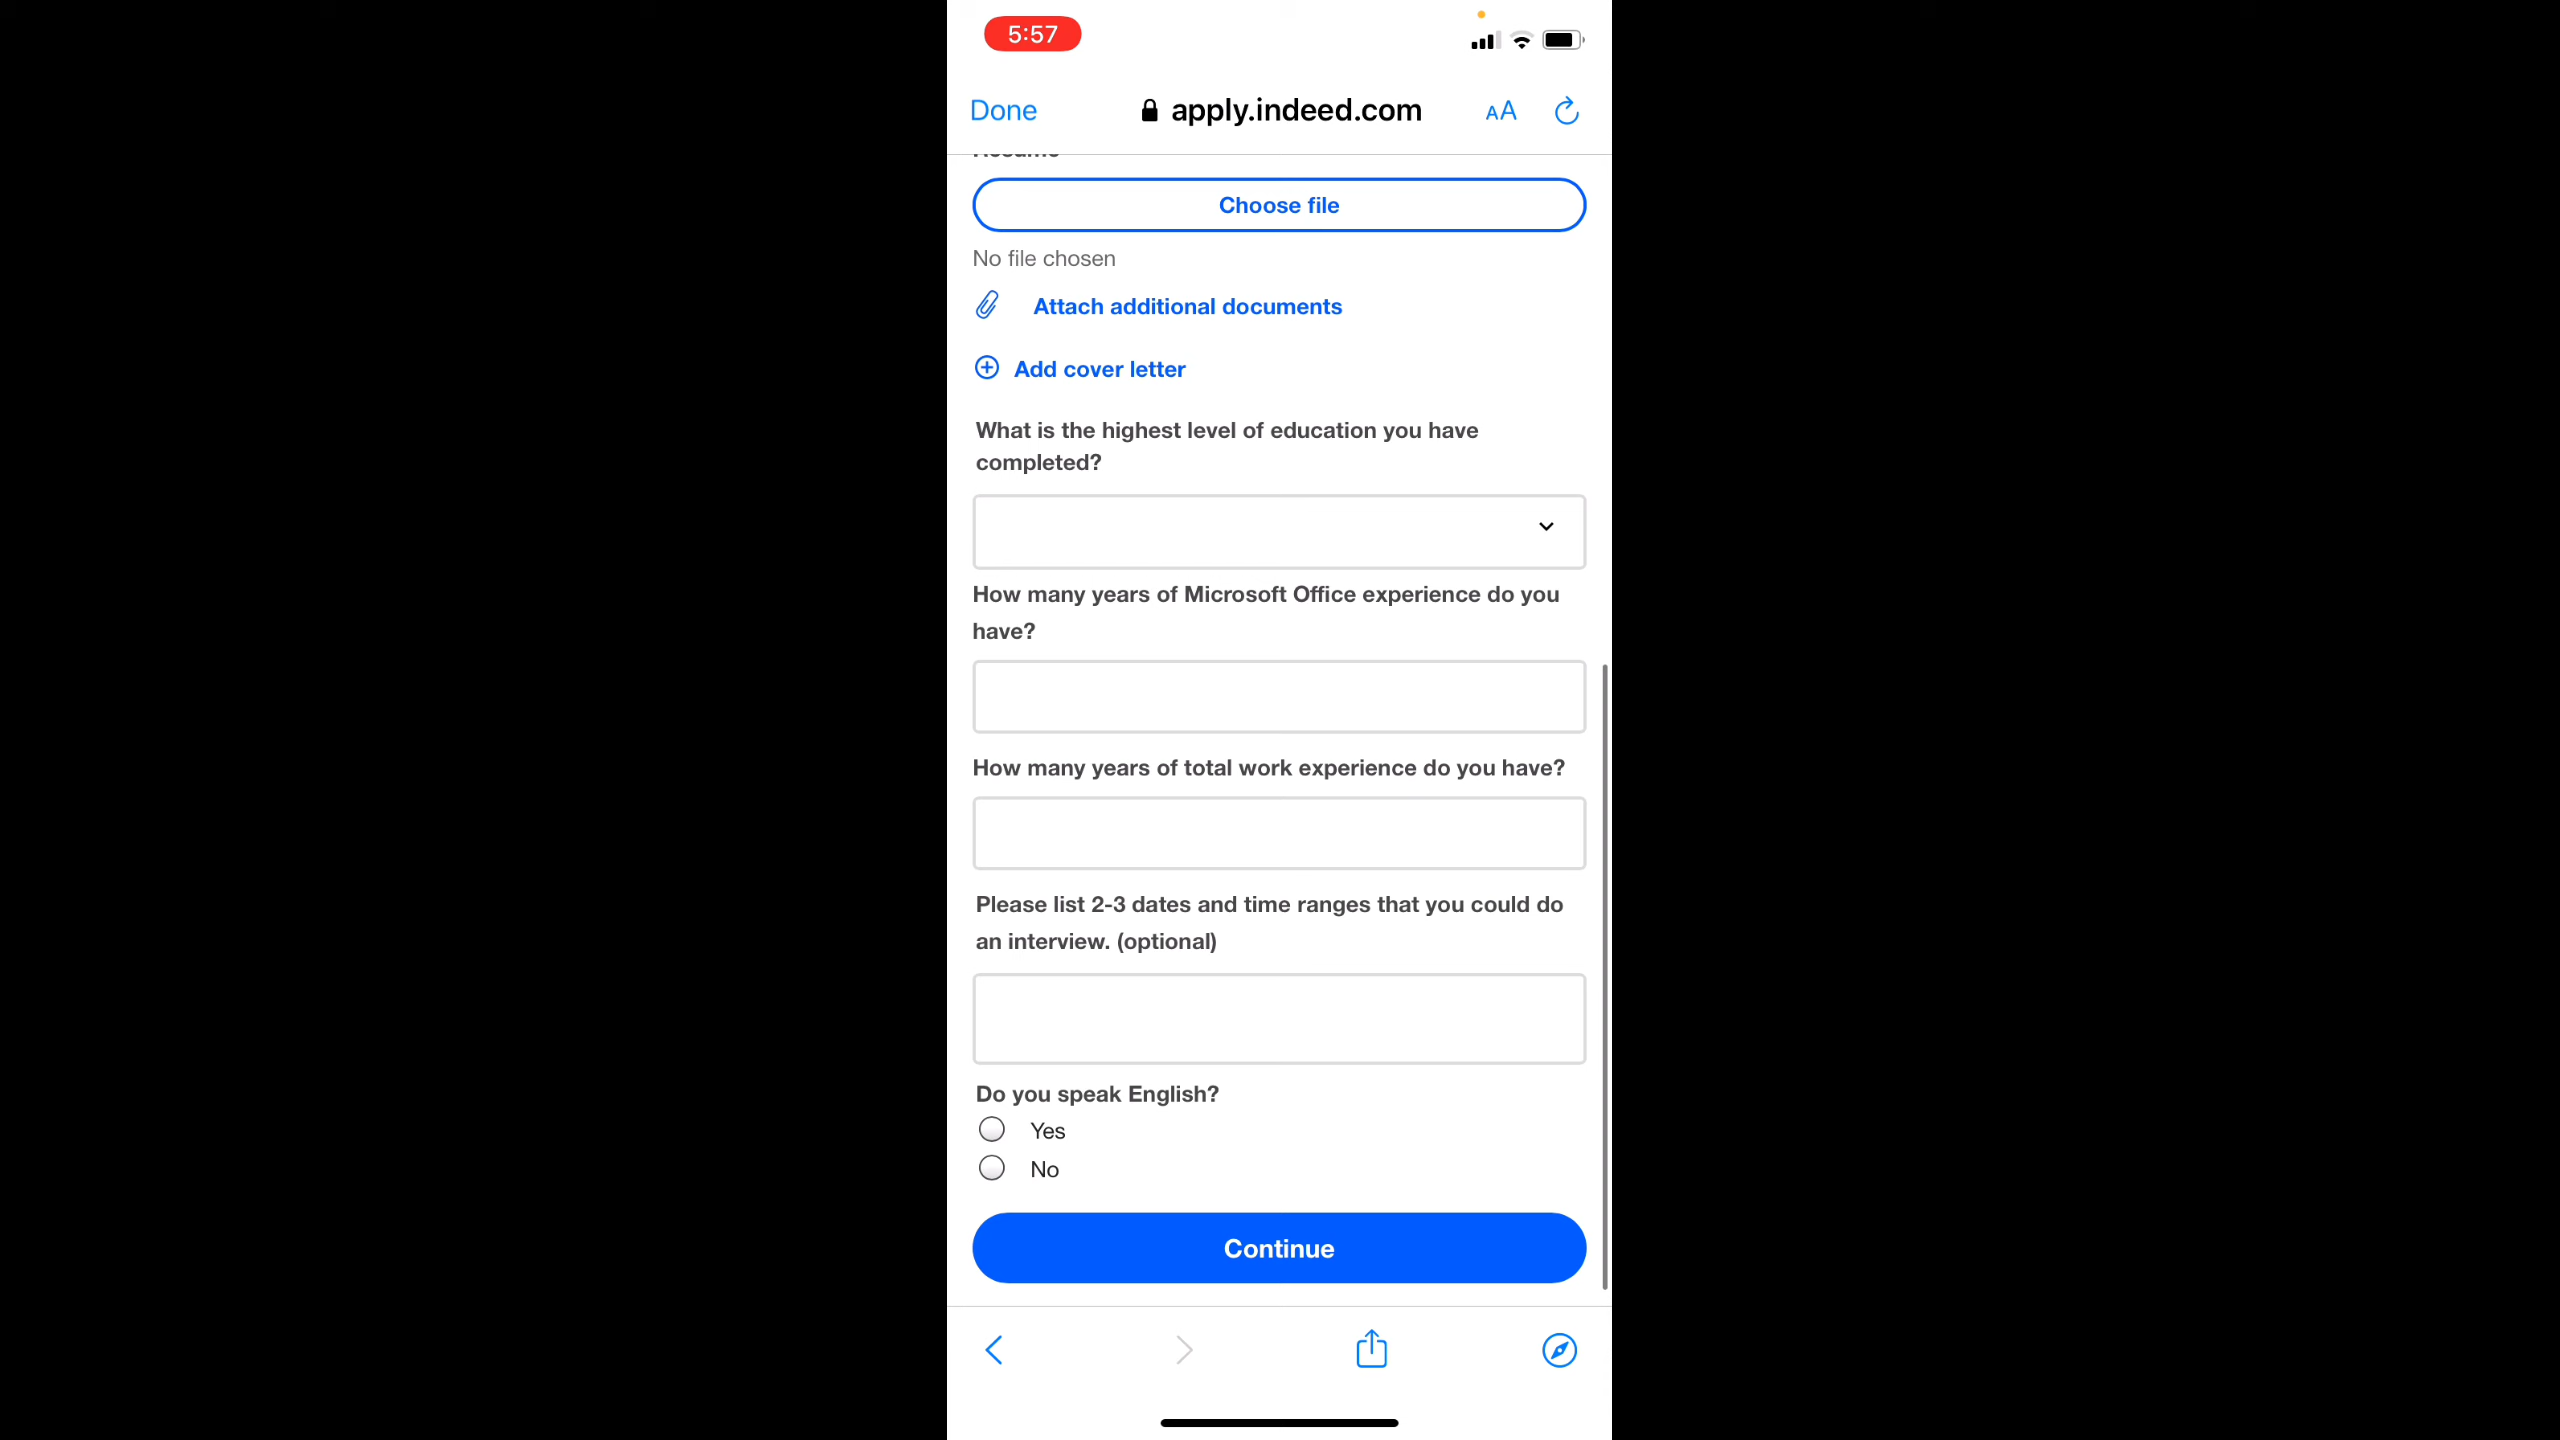 5:57
Done
apply.indeed.com
AA
Choose file
No file chosen
Attach additional documents
Add cover letter
What is the highest level of education you have
completed?
How many years of Microsoft Office experience do you
have?
How many years of total work experience do you have?
Please list 2-3 dates and time ranges that you could do
an interview. (optional)
Do you speak English?
Yes
No
Continue